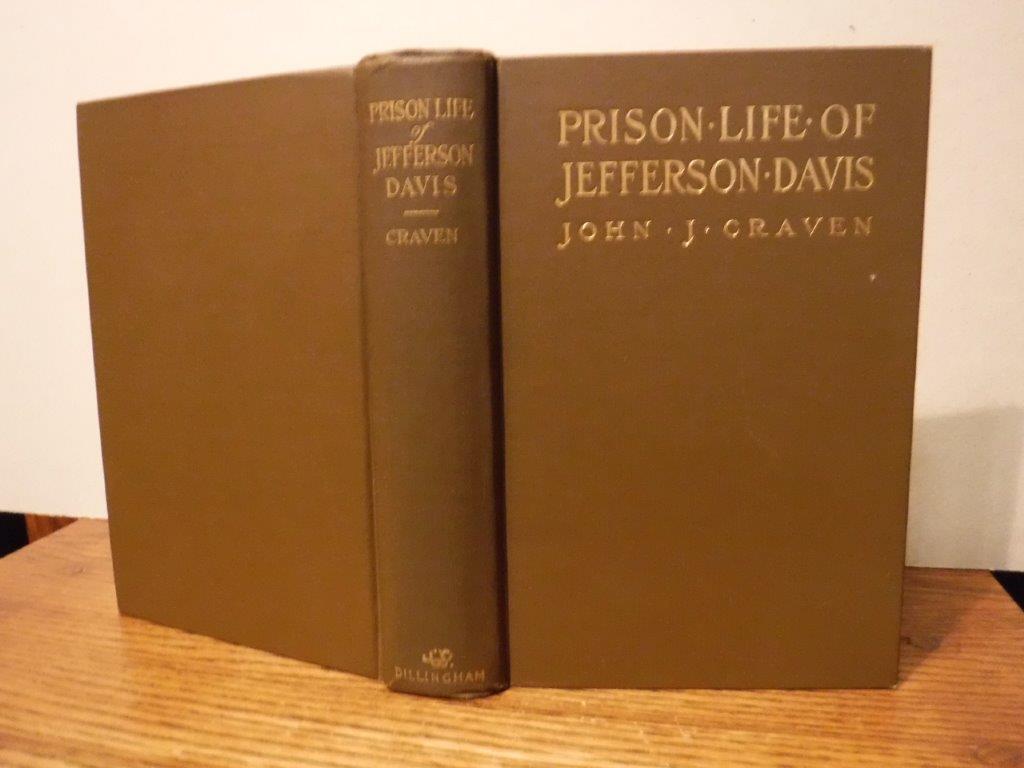 PRISON LIFE
of
JEFFERSON
DAVIS
CRAVEN
DILLINGHAM
PRISON·LIFE·OF
JEFFERSON·DAVIS
JOHN·J·CRAVEN